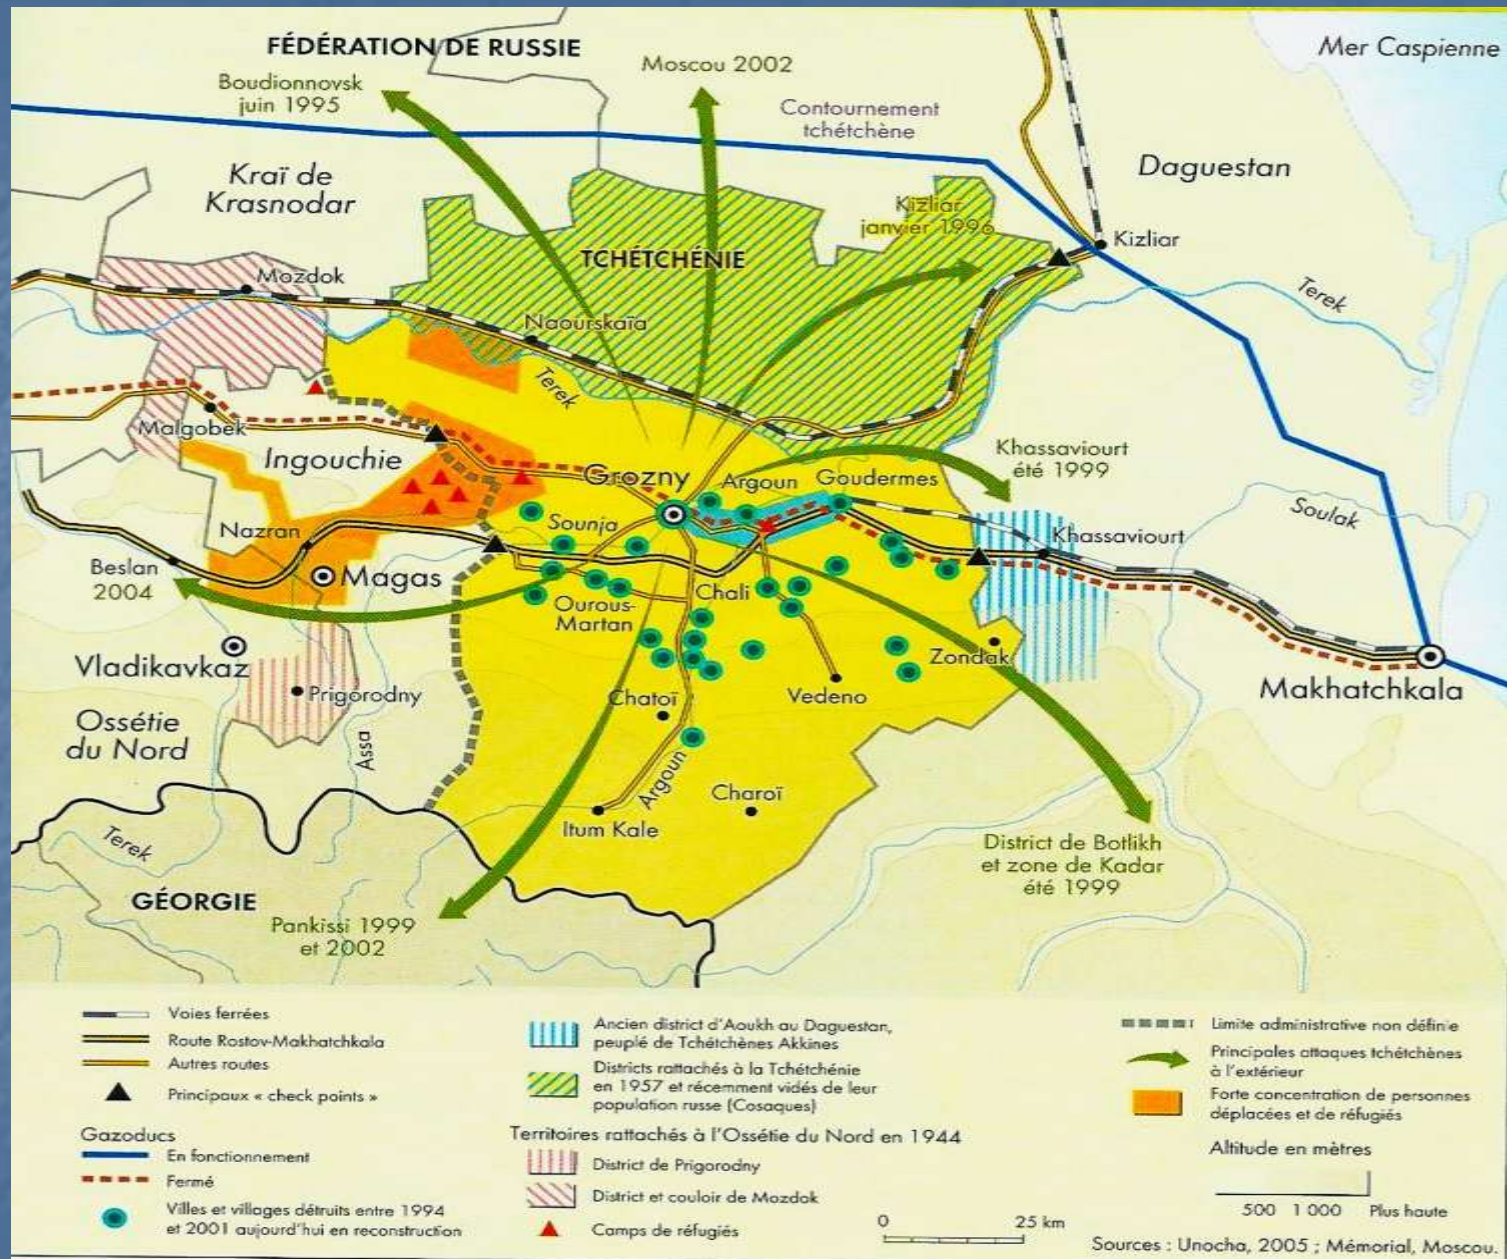 FÉDÉRATION DE RUSSIE
Mer Caspienne
Moscou 2002
Boudionnovsk
juin 1995
Contournement
tchétchène
Kraï de
Krasnodar
Daguestan
Kizliar
janvier 1996
Kizliar
TCHÉTCHÉNIE
Mozdok
Terek
Naourskaïa
Terek
Malgobek
Ingouchie
Khassaviourt
été 1999
Grozny
Argoun
Goudermes
Soulak
Nazran
Sounja
Khassaviourt
Beslan
2004
Magas
Chali
Ourous-
Martan
Vladikavkaz
Zondak
Prigorodny
Chatoï
Vedeno
Makhatchkala
Ossétie
du Nord
Assa
Argoun
Charoï
Itum Kale
Terek
District de Botlikh
et zone de Kadar
été 1999
GÉORGIE
Pankissi 1999
et 2002
Voies ferrées
Route Rostov-Makhatchkala
Autres routes
Principaux « check points »
Gazoducs
En fonctionnement
Fermé
Villes et villages détruits entre 1994
et 2001 aujourd'hui en reconstruction
Ancien district d'Aoukh au Daguestan,
peuplé de Tchétchènes Akkines
Districts rattachés à la Tchétchénie
en 1957 et récemment vidés de leur
population russe (Cosaques)
Territoires rattachés à l'Ossétie du Nord en 1944
District de Prigorodny
District et couloir de Mozdok
Camps de réfugiés
0 25 km
Limite administrative non définie
Principales attaques tchétchènes
à l'extérieur
Forte concentration de personnes
déplacées et de réfugiés
Altitude en mètres
500 1 000 Plus haute
Sources : Unocha, 2005 ; Mémorial, Moscou.